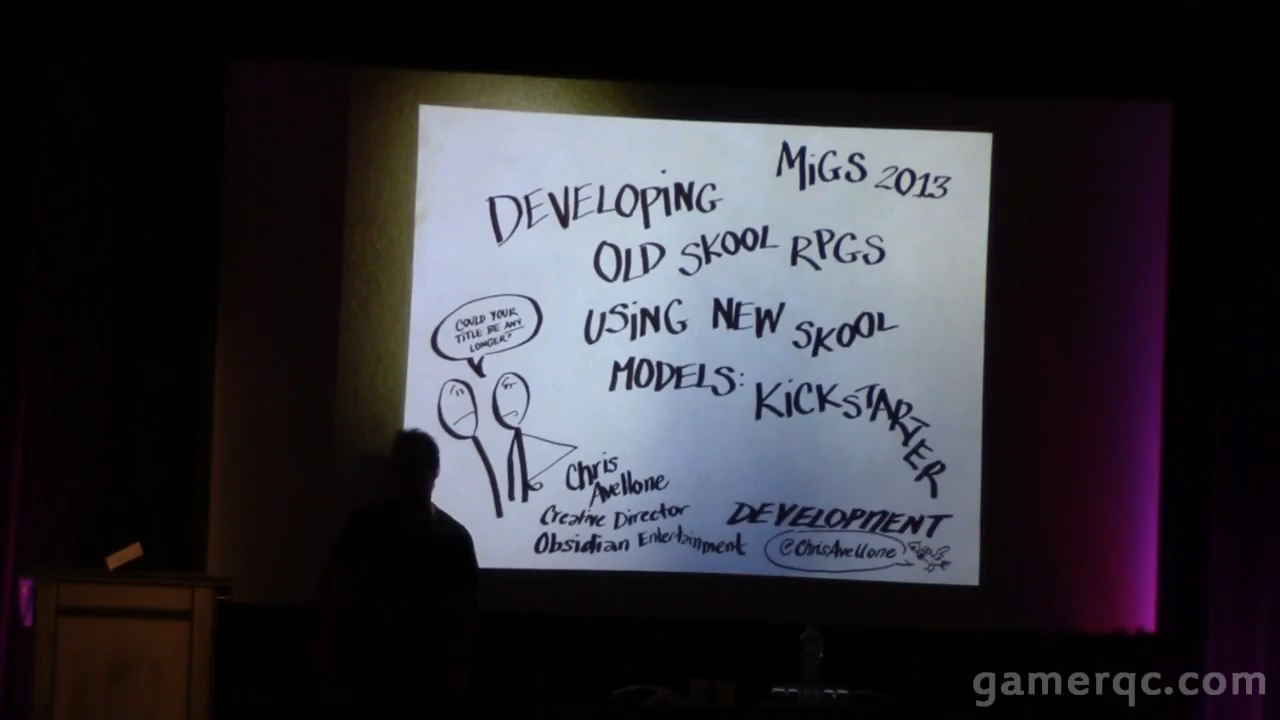 MiGS 2013
DEVELOPiNG
OLD SKOOL RPGS
USiNG NEW SKOOL
MODELS: KiCKSTARTER
DEVELOPMENT
COULD YOUR
TiTLE BE ANY
LONGER?
Chris
Avellone
Creative Director
Obsidian Entertainment
@ChrisAvellone
gamerqc.com